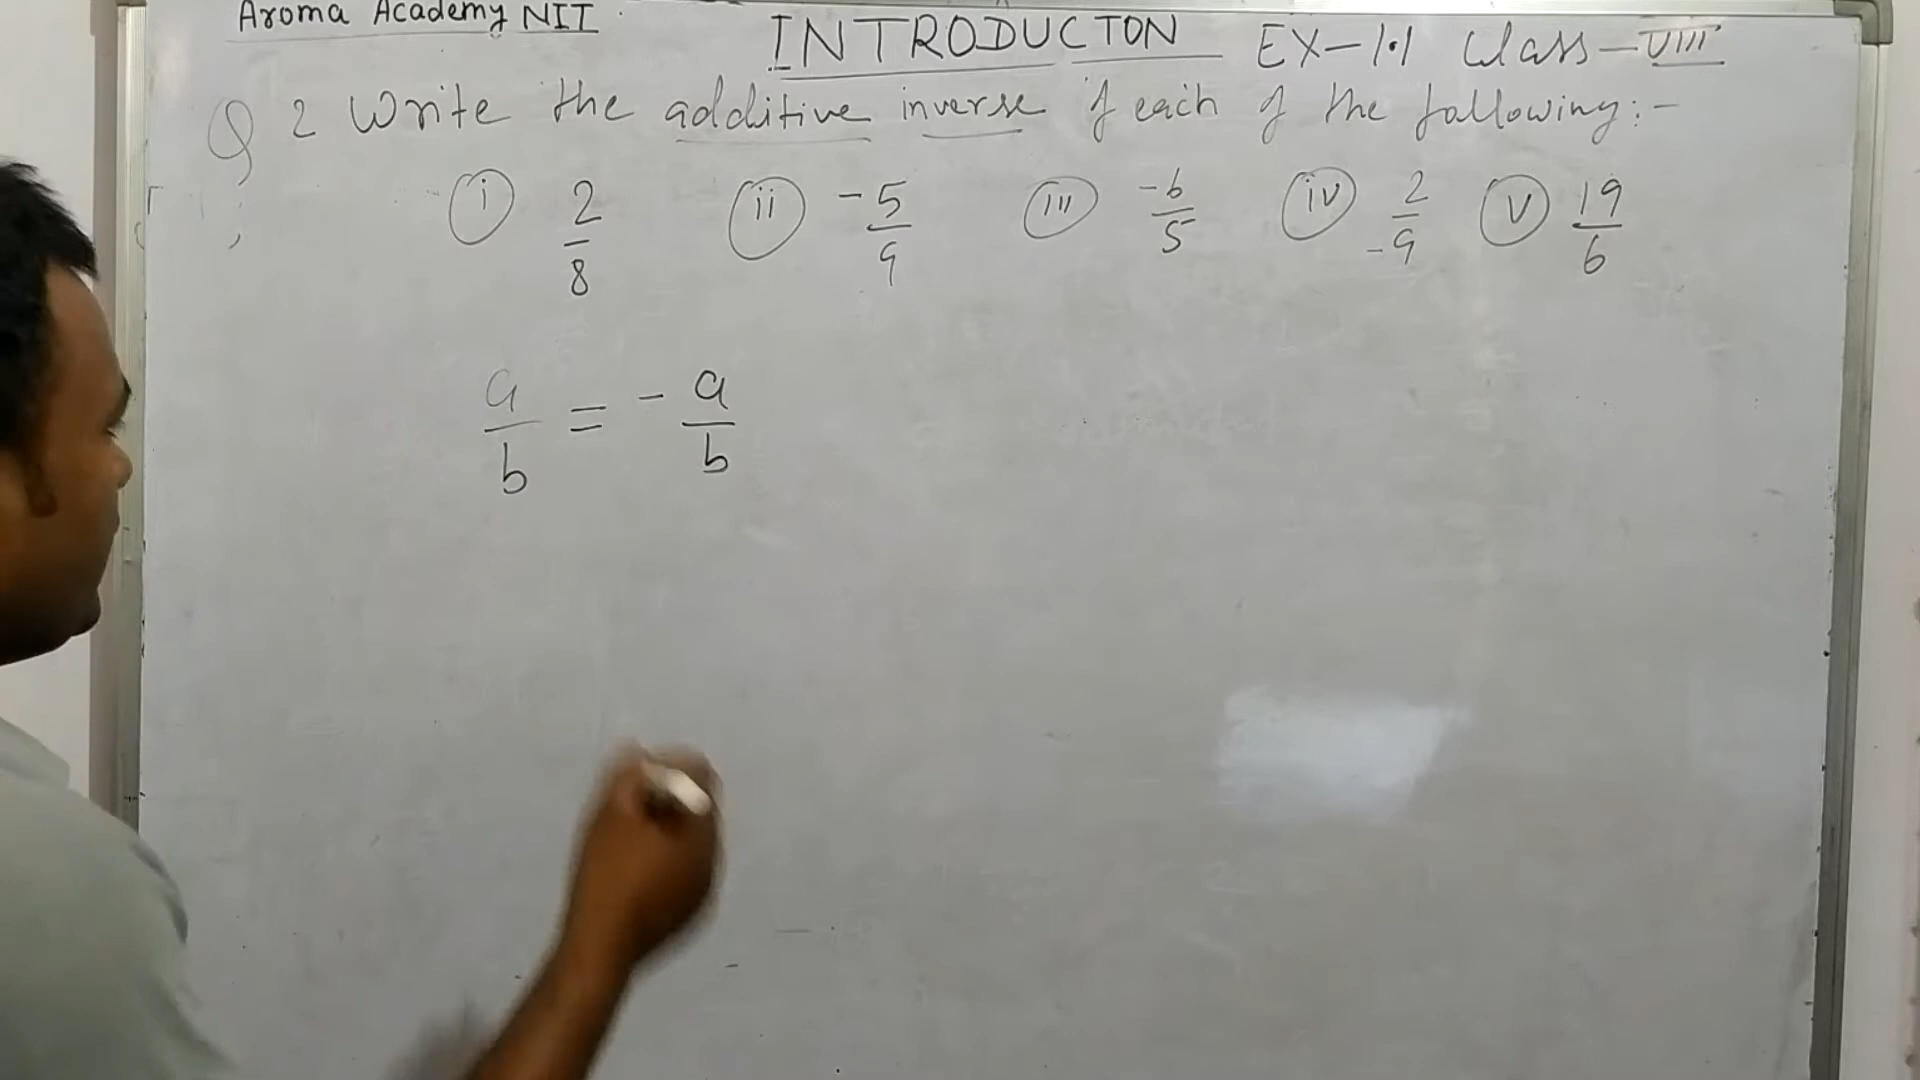 Aroma Academy NIT
INTRODUCTON EX-1.1 Class-VIII
Q 2 Write the additive inverse of each of the following:-
(i) 2/8 (ii) -5/9 (iii) -6/5 (iv) 2/-9 (v) 19/6
a/b = - a/b